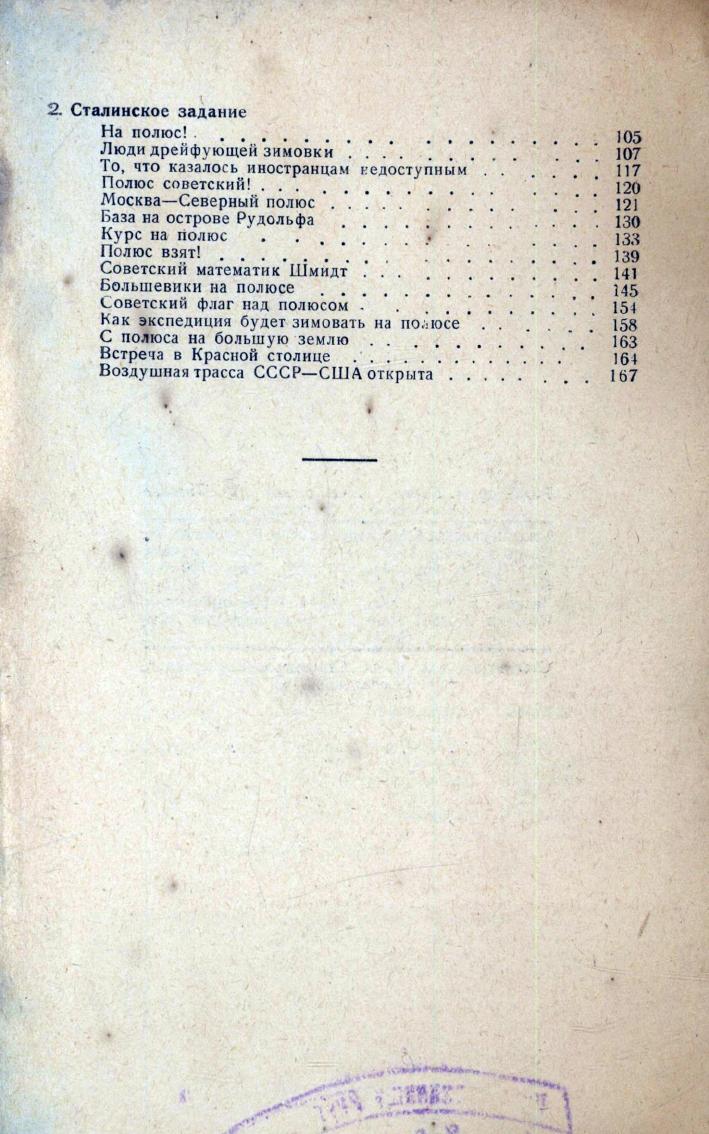 2. Сталинское задание
На полюс! . . . . . . . . . . . . . . . 105
Люди дрейфующей зимовки . . . . . . . . . . . 107
То, что казалось иностранцам недоступным . . . . . 117
Полюс советский! . . . . . . . . . . . . . . 120
Москва—Северный полюс . . . . . . . . . . . . 121
База на острове Рудольфа . . . . . . . . . . . 130
Курс на полюс . . . . . . . . . . . . . . 133
Полюс взят! . . . . . . . . . . . . . . . 139
Советский математик Шмидт . . . . . . . . . . 141
Большевики на полюсе . . . . . . . . . . . . 145
Советский флаг над полюсом . . . . . . . . . . 154
Как экспедиция будет зимовать на полюсе . . . . . 158
С полюса на большую землю . . . . . . . . . . 163
Встреча в Красной столице . . . . . . . . . . 164
Воздушная трасса СССР—США открыта . . . . . . . 167